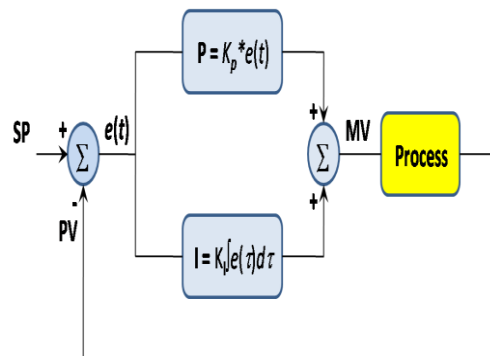 P = Kp*e(t)
SP
+
Σ
e(t)
-
PV
+
Σ
+
MV
Process
I = KI∫e(τ)dτ